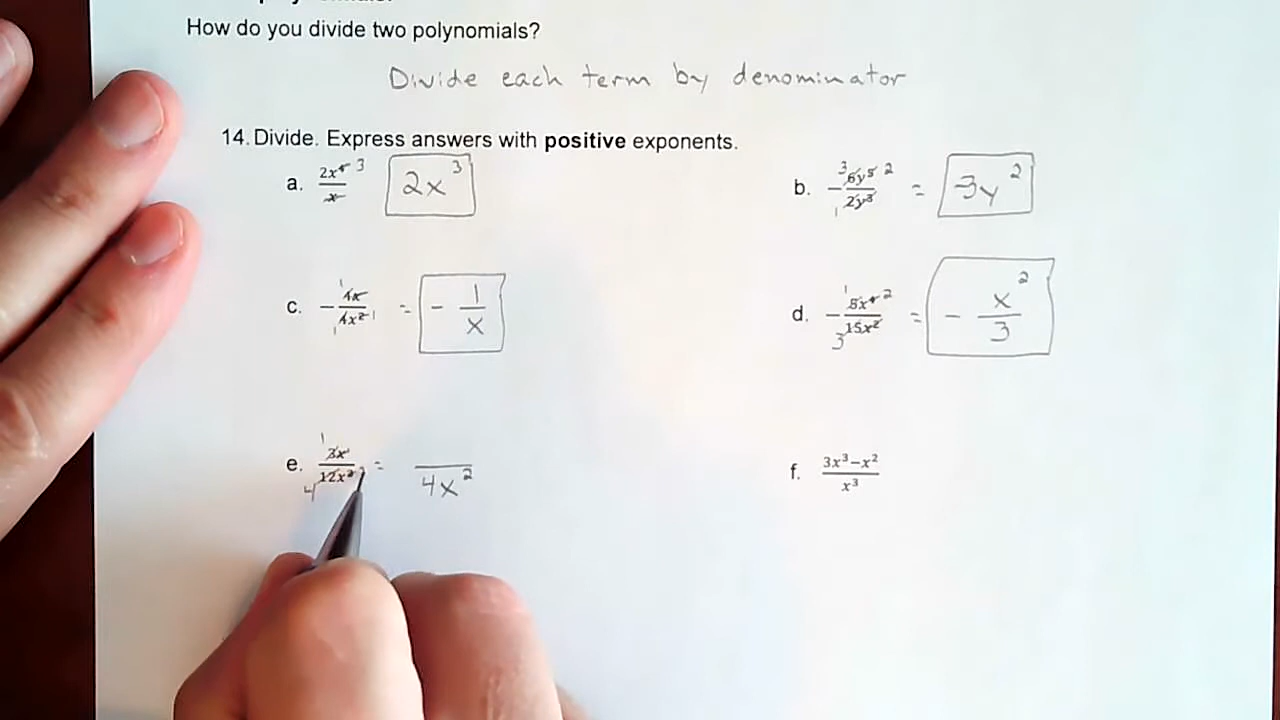 How do you divide two polynomials?
Divide each term by denominator
14. Divide. Express answers with positive exponents.
a. 2x⁴/x 3 2x³
b. -6y⁵/2y³ 3 2 1 = 3y²
c. -4x/4x² 1 1 1 = - 1/x
d. -5x⁴/15x² 1 2 3 = - x²/3
e. 3x/12x³ 1 4 2 = /4x²
f. 3x³-x²/x³